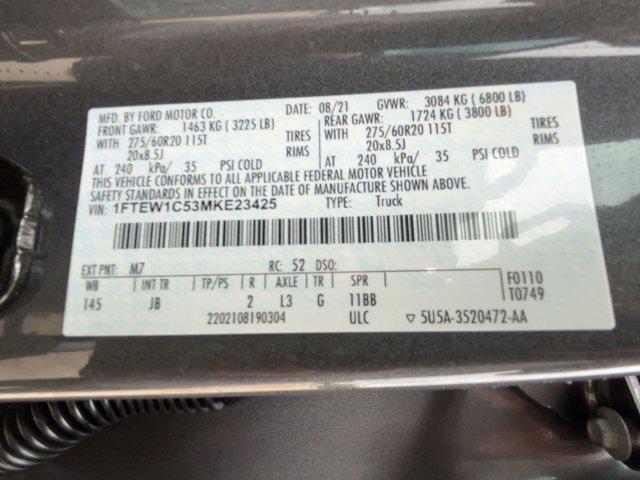 MFD. BY FORD MOTOR CO. DATE: 08/21 GVWR: 3084 KG ( 6800 LB)
FRONT GAWR: 1463 KG ( 3225 LB) REAR GAWR: 1724 KG ( 3800 LB)
WITH 275/60R20 115T TIRES WITH 275/60R20 115T TIRES
20x8.5J RIMS 20x8.5J RIMS
AT 240 kPa/ 35 PSI COLD AT 240 kPa/ 35 PSI COLD
THIS VEHICLE CONFORMS TO ALL APPLICABLE FEDERAL MOTOR VEHICLE
SAFETY STANDARDS IN EFFECT ON THE DATE OF MANUFACTURE SHOWN ABOVE.
VIN: 1FTEW1C53MKE23425 TYPE: Truck
EXT PNT: M7 RC: 52 DSO: F0110
WB INT TR TP/PS R AXLE TR SPR T0749
145 JB 2 L3 G 11BB
2202108190304 ULC ▽ 5U5A-3520472-AA